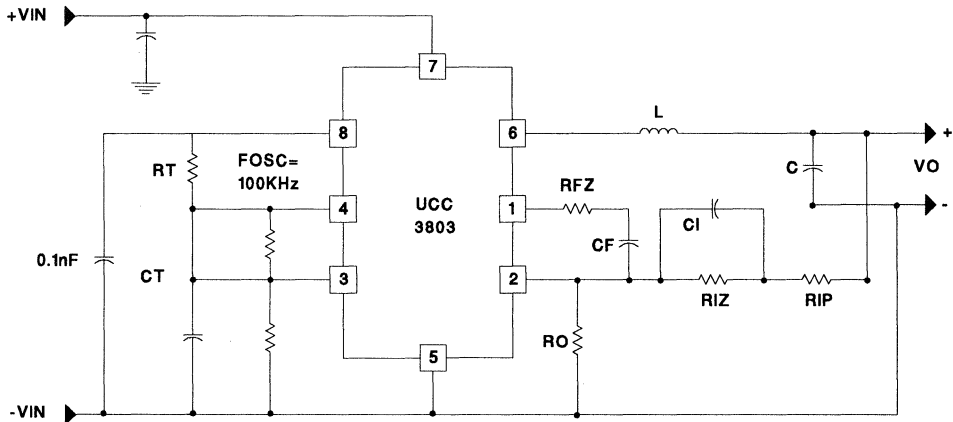 +VIN
7
8
6
L
+
RT
FOSC=
100KHz
C
VO
-
RFZ
4
UCC
3803
1
CI
CF
0.1nF
CT
3
2
RIZ
RIP
RO
5
-VIN